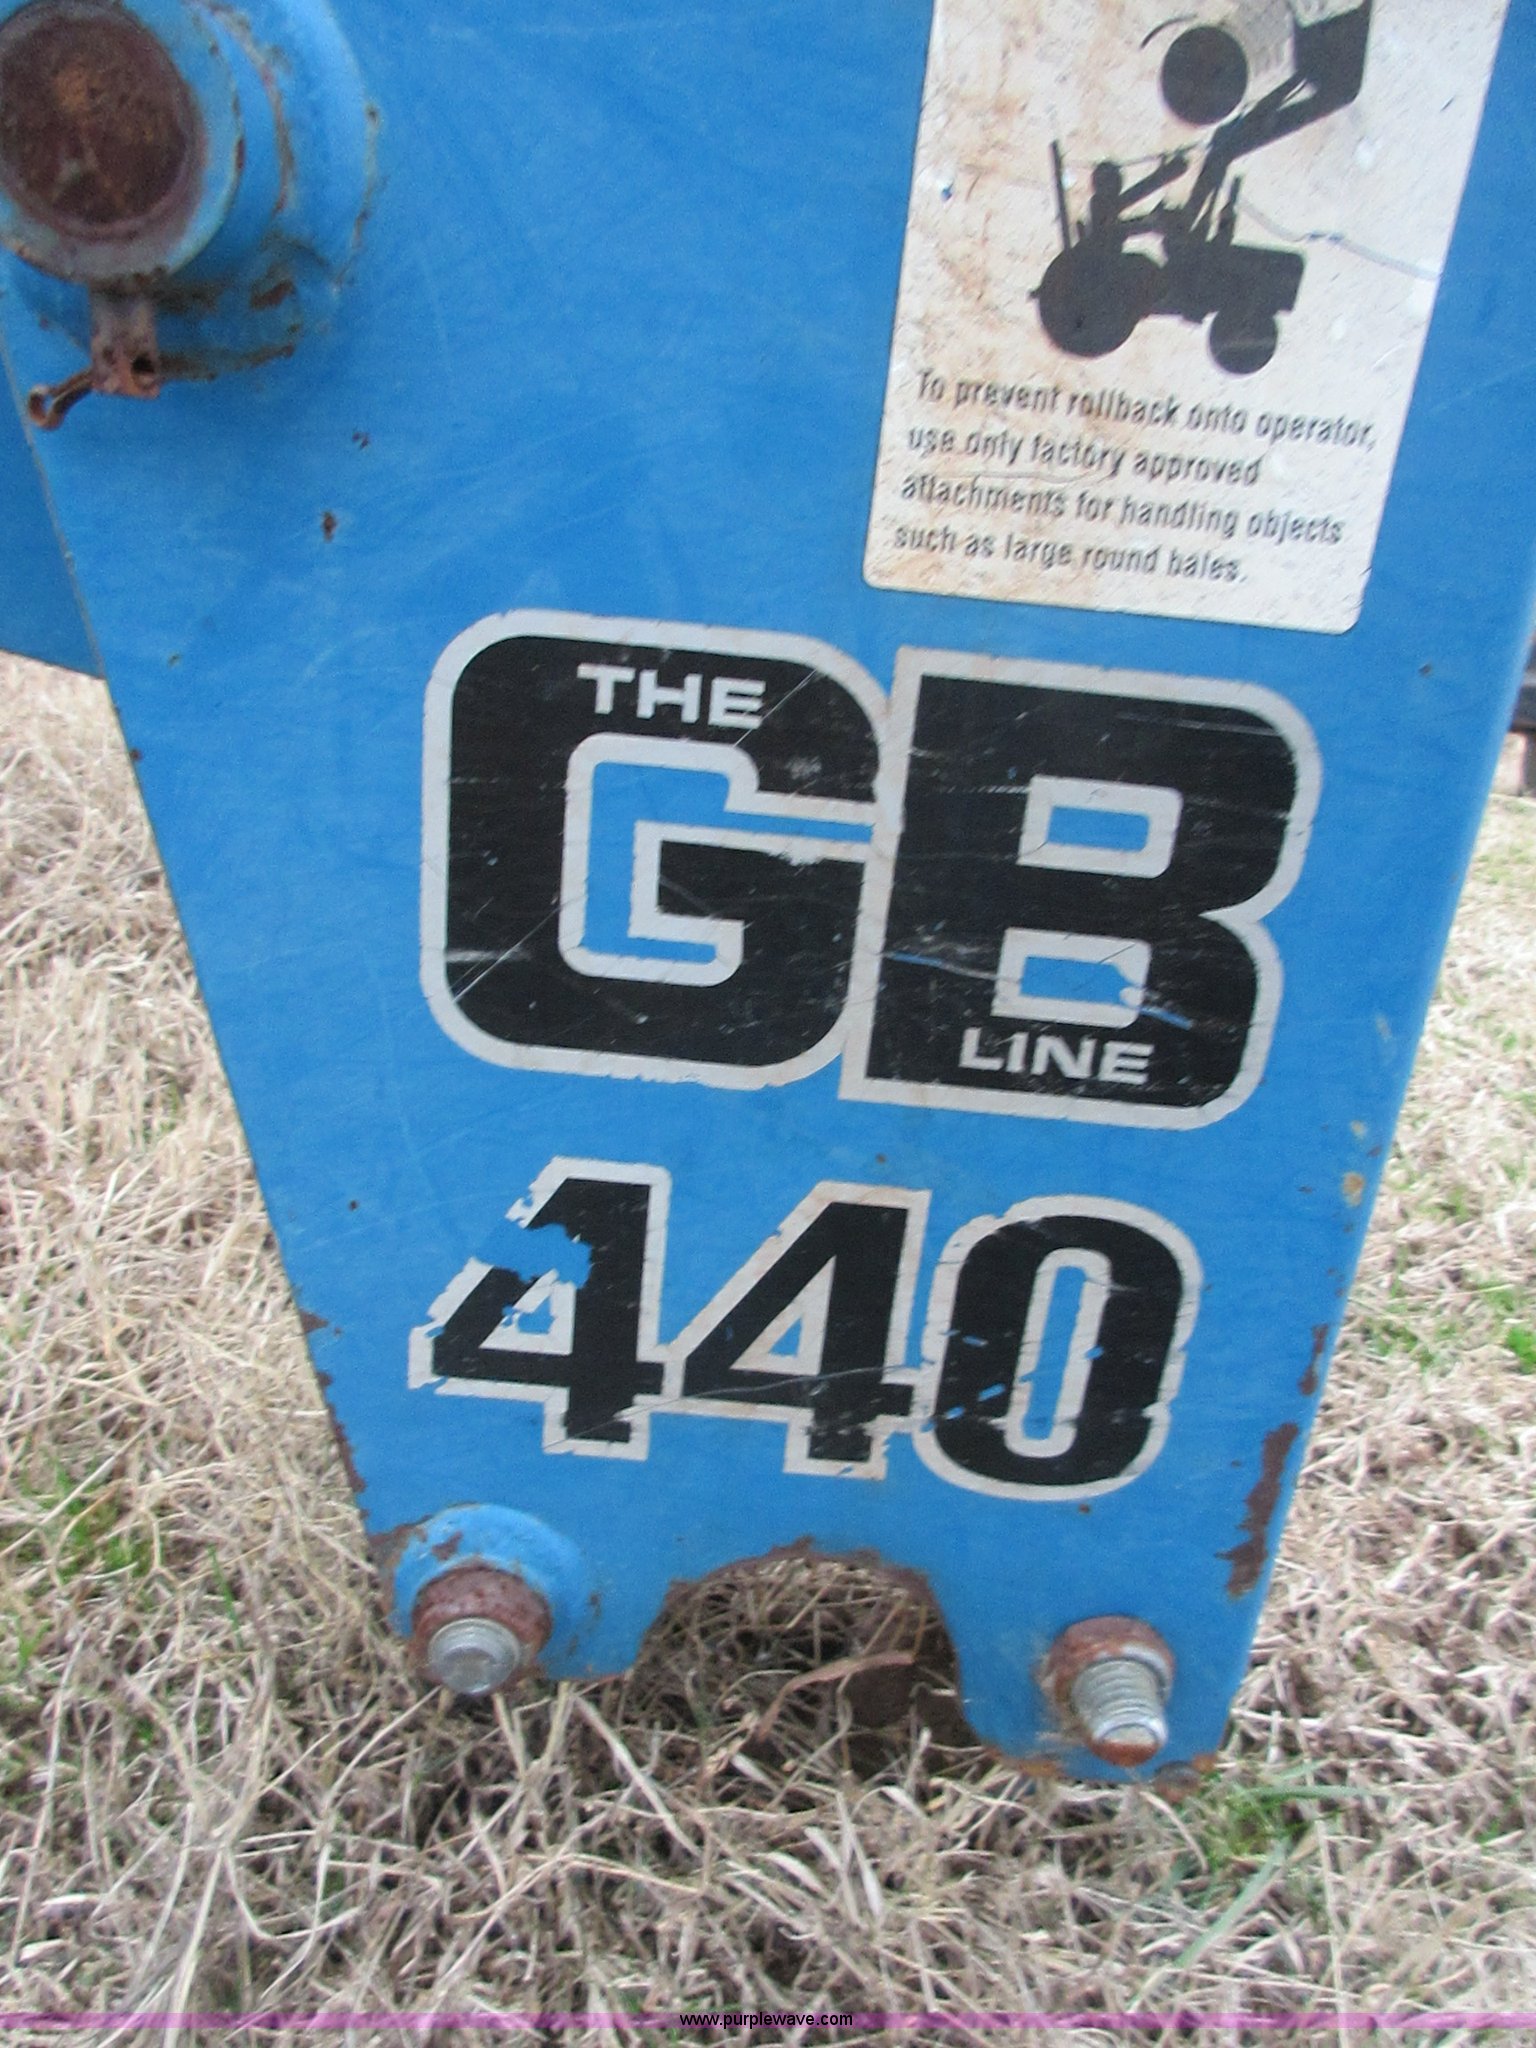 To prevent rollback onto operator,
use only factory approved
attachments for handling objects
such as large round bales.
THE
GB
LINE
440
www.purplewave.com